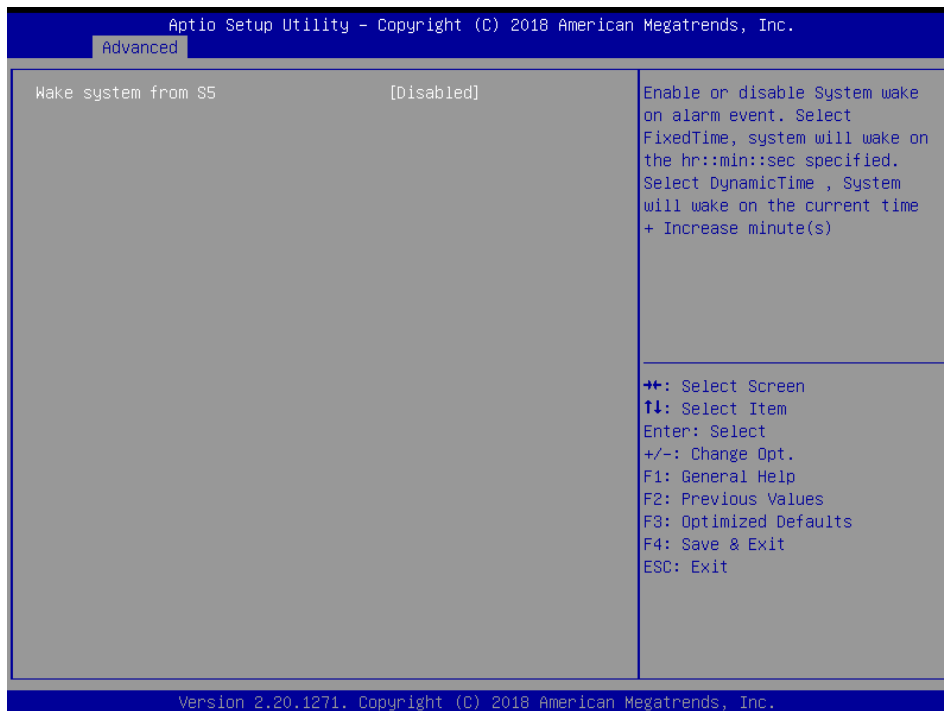 Aptio Setup Utility – Copyright (C) 2018 American Megatrends, Inc.
Advanced
Wake system from S5 [Disabled]
Enable or disable System wake
on alarm event. Select
FixedTime, system will wake on
the hr::min::sec specified.
Select DynamicTime , System
will wake on the current time
+ Increase minute(s)
→←: Select Screen
↑↓: Select Item
Enter: Select
+/-: Change Opt.
F1: General Help
F2: Previous Values
F3: Optimized Defaults
F4: Save & Exit
ESC: Exit
Version 2.20.1271. Copyright (C) 2018 American Megatrends, Inc.